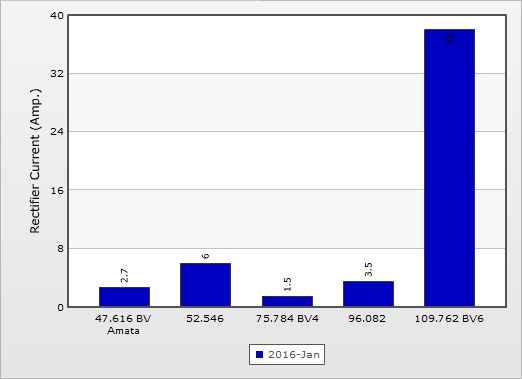 40
32
24
16
8
0
Rectifier Current (Amp.)
2.7
6
1.5
3.5
38
47.616 BV
Amata
52.546
75.784 BV4
96.082
109.762 BV6
2016-Jan